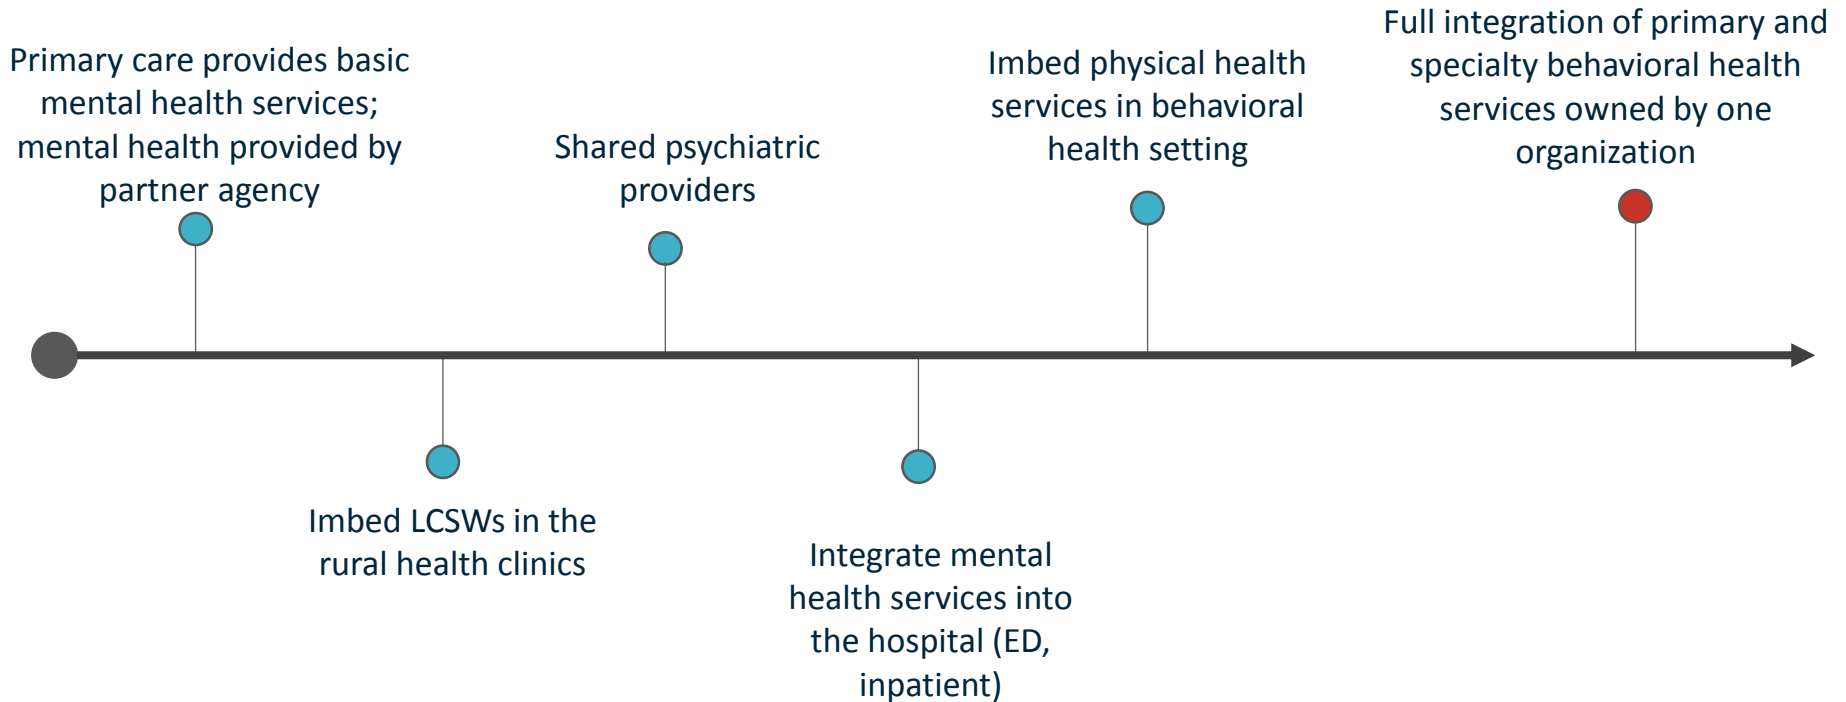 Primary care provides basic
mental health services;
mental health provided by
partner agency
Imbed LCSWs in the
rural health clinics
Shared psychiatric
providers
Integrate mental
health services into
the hospital (ED,
inpatient)
Imbed physical health
services in behavioral
health setting
Full integration of primary and
specialty behavioral health
services owned by one
organization